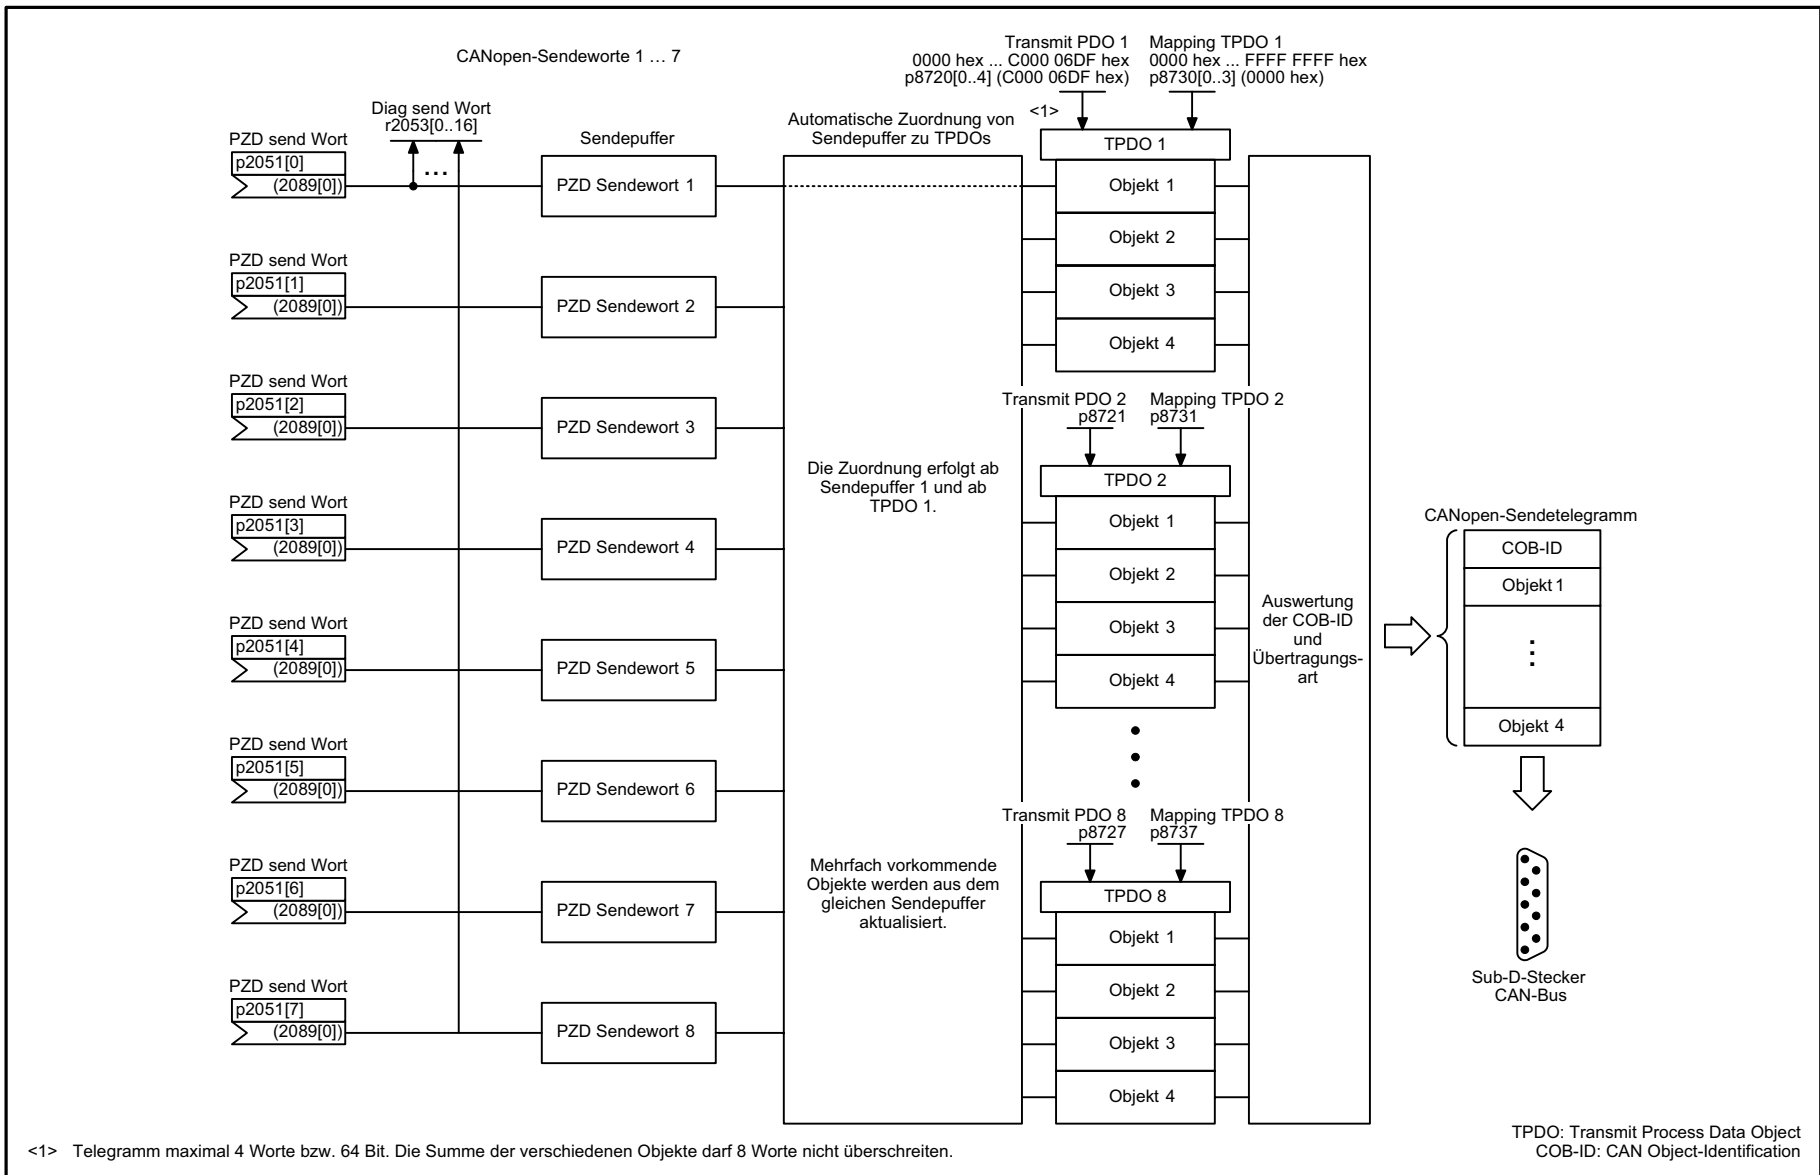 CANopen-Sendeworte 1 … 7
Transmit PDO 1
0000 hex ... C000 06DF hex
p8720[0..4] (C000 06DF hex)
Mapping TPDO 1
0000 hex ... FFFF FFFF hex
p8730[0..3] (0000 hex)
Diag send Wort
r2053[0..16]
...
Sendepuffer
Automatische Zuordnung von
Sendepuffer zu TPDOs
<1>
PZD send Wort
p2051[0]
(2089[0])
PZD Sendewort 1
PZD send Wort
p2051[1]
(2089[0])
PZD Sendewort 2
PZD send Wort
p2051[2]
(2089[0])
PZD Sendewort 3
PZD send Wort
p2051[3]
(2089[0])
PZD Sendewort 4
PZD send Wort
p2051[4]
(2089[0])
PZD Sendewort 5
PZD send Wort
p2051[5]
(2089[0])
PZD Sendewort 6
PZD send Wort
p2051[6]
(2089[0])
PZD Sendewort 7
PZD send Wort
p2051[7]
(2089[0])
PZD Sendewort 8
Die Zuordnung erfolgt ab
Sendepuffer 1 und ab
TPDO 1.
Mehrfach vorkommende
Objekte werden aus dem
gleichen Sendepuffer
aktualisiert.
TPDO 1
Objekt 1
Objekt 2
Objekt 3
Objekt 4
Transmit PDO 2
p8721
Mapping TPDO 2
p8731
TPDO 2
Objekt 1
Objekt 2
Objekt 3
Objekt 4
Transmit PDO 8
p8727
Mapping TPDO 8
p8737
TPDO 8
Objekt 1
Objekt 2
Objekt 3
Objekt 4
Auswertung
der COB-ID
und
Übertragungs-
art
CANopen-Sendetelegramm
COB-ID
Objekt 1
Objekt 4
Sub-D-Stecker
CAN-Bus
<1> Telegramm maximal 4 Worte bzw. 64 Bit. Die Summe der verschiedenen Objekte darf 8 Worte nicht überschreiten.
TPDO: Transmit Process Data Object
COB-ID: CAN Object-Identification